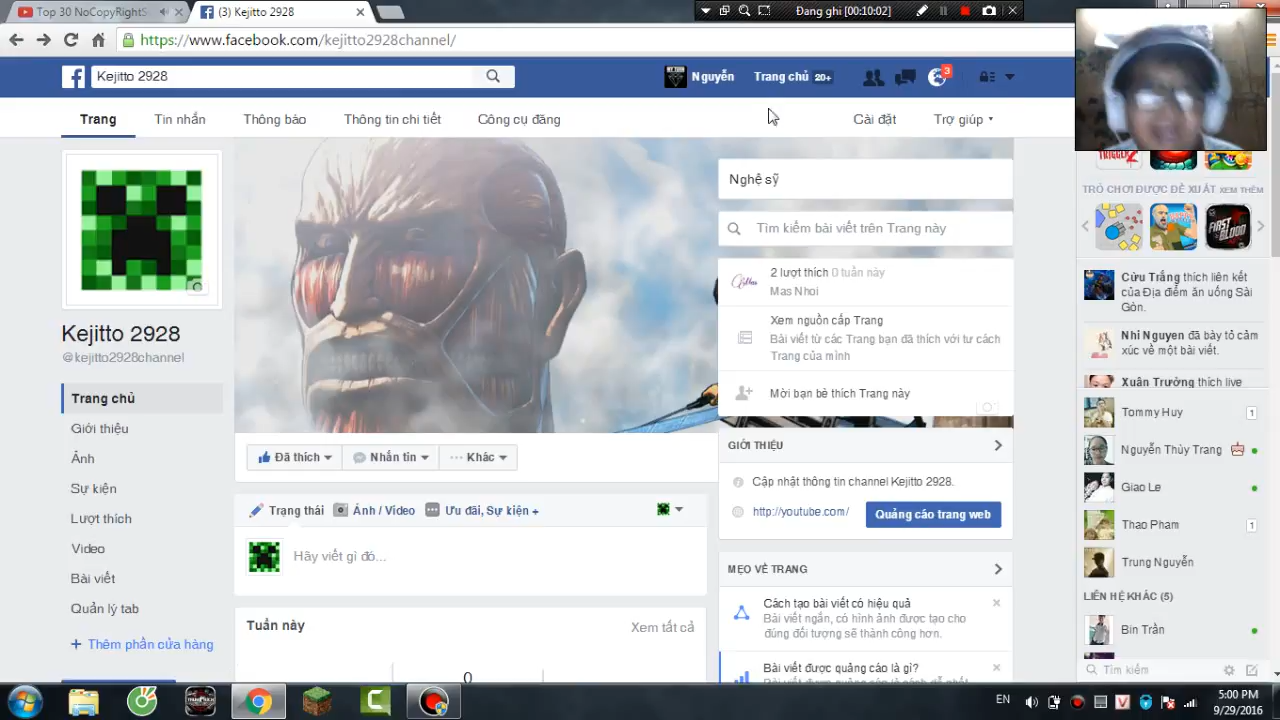 Top 30 NoCopyRightS
(3) Kejitto 2928
Đang ghi [00:10:02]
https://www.facebook.com/kejitto2928channel/
Kejitto 2928
Nguyễn
Trang chủ 20+
3
Trang
Tin nhắn
Thông báo
Thông tin chi tiết
Công cụ đăng
Cài đặt
Trợ giúp
Kejitto 2928
@kejitto2928channel
Trang chủ
Giới thiệu
Ảnh
Sự kiện
Lượt thích
Video
Bài viết
Quản lý tab
+ Thêm phần cửa hàng
Đã thích
Nhắn tin
Khác
Trạng thái
Ảnh / Video
Ưu đãi, Sự kiện +
Hãy viết gì đó...
Tuần này
Xem tất cả
0
Nghệ sỹ
Tìm kiếm bài viết trên Trang này
2 lượt thích 0 tuần này
Mas Nhoi
Xem nguồn cấp Trang
Bài viết từ các Trang bạn đã thích với tư cách
Trang của mình
Mời bạn bè thích Trang này
GIỚI THIỆU
Cập nhật thông tin channel Kejitto 2928.
http://youtube.com/
Quảng cáo trang web
MẸO VỀ TRANG
Cách tạo bài viết có hiệu quả
Bài viết ngắn, có hình ảnh được tạo cho
đúng đối tượng sẽ thành công hơn.
Bài viết được quảng cáo là gì?
TRÒ CHƠI ĐƯỢC ĐỀ XUẤT XEM THÊM
FIRST BLOOD
Cửu Trắng thích liên kết
của Địa điểm ăn uống Sài
Gòn.
Nhi Nguyen đã bày tỏ cảm
xúc về một bài viết.
Xuân Trưởng thích live
Tommy Huy 1
Nguyễn Thùy Trang
Giao Le
Thao Pham 1
Trung Nguyễn
LIÊN HỆ KHÁC (5)
Bin Trần
Tìm kiếm
EN
5:00 PM
9/29/2016